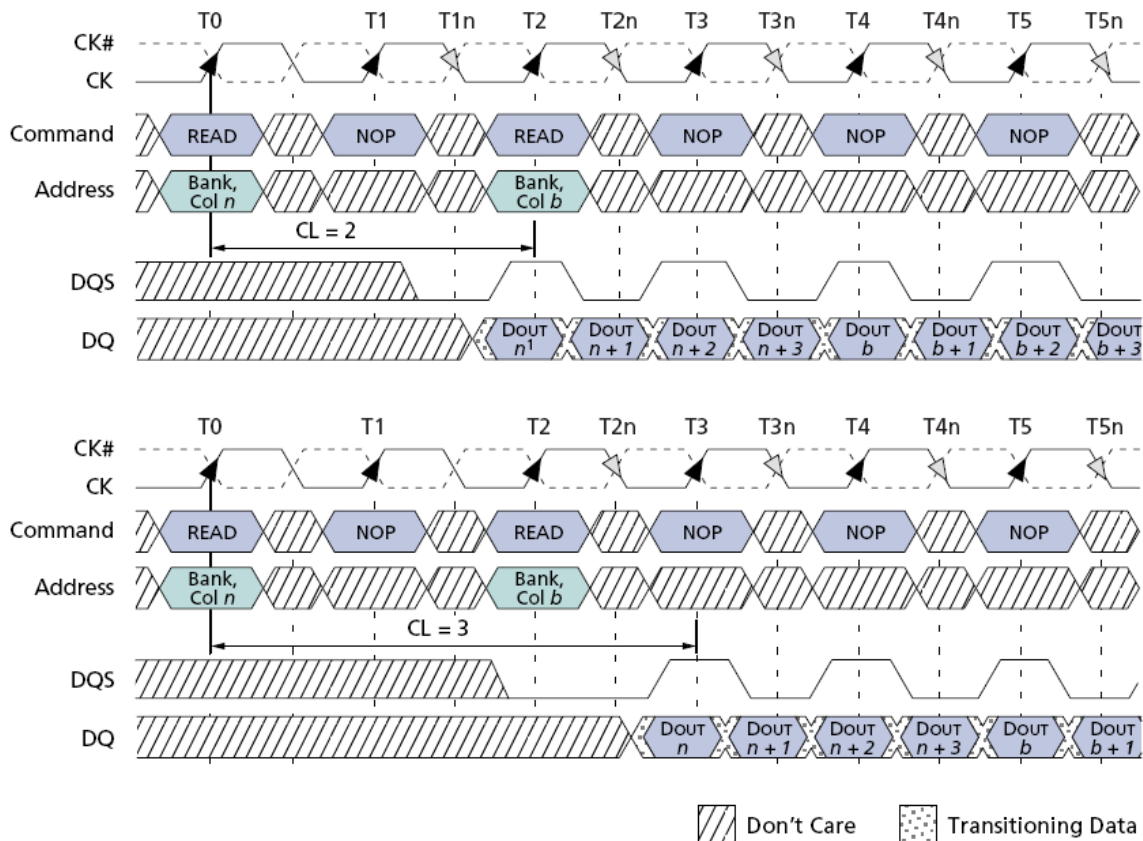 T0 T1 T1n T2 T2n T3 T3n T4 T4n T5 T5n
CK#
CK
Command READ NOP READ NOP NOP NOP
Address Bank, Col n Bank, Col b
CL = 2
DQS
DQ DOUT n¹ DOUT n + 1 DOUT n + 2 DOUT n + 3 DOUT b DOUT b + 1 DOUT b + 2 DOUT b + 3
T0 T1 T2 T2n T3 T3n T4 T4n T5 T5n
CK#
CK
Command READ NOP READ NOP NOP NOP
Address Bank, Col n Bank, Col b
CL = 3
DQS
DQ DOUT n DOUT n + 1 DOUT n + 2 DOUT n + 3 DOUT b DOUT b + 1
Don't Care Transitioning Data